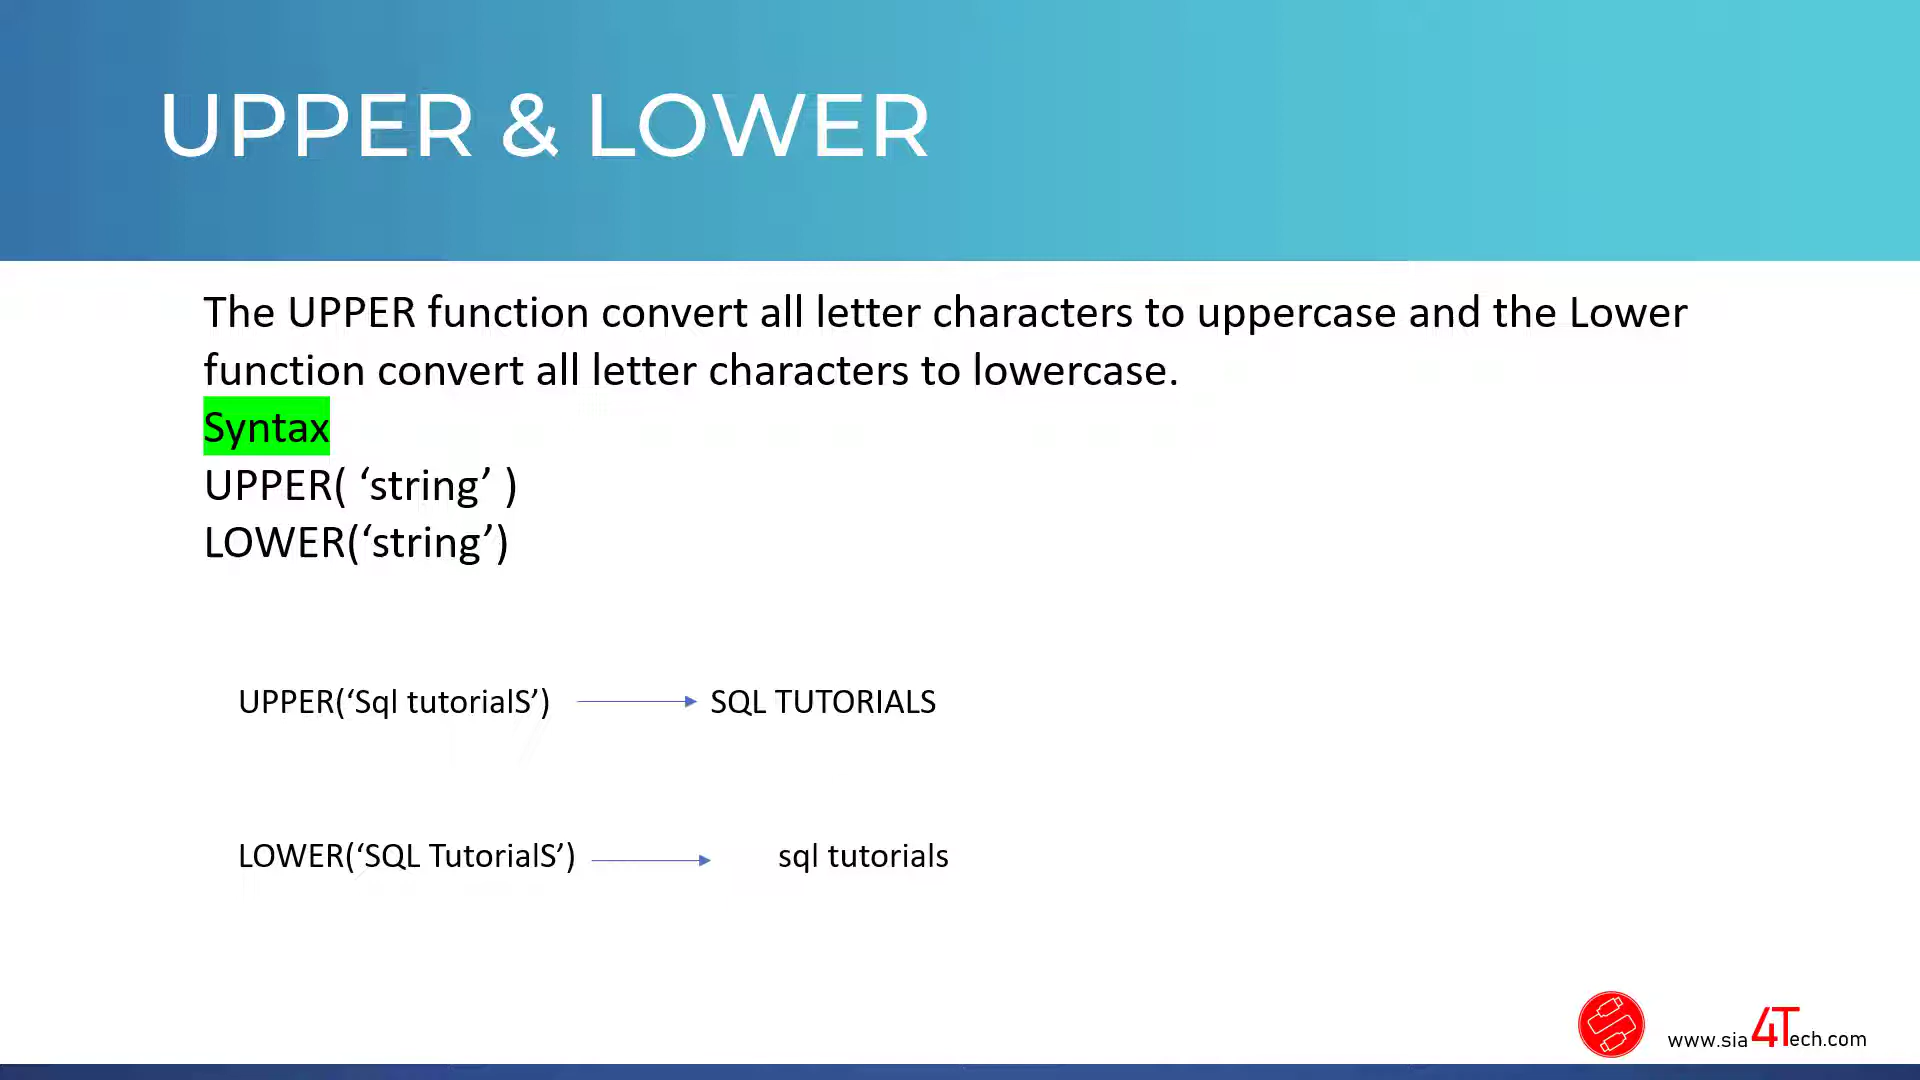 UPPER & LOWER
The UPPER function convert all letter characters to uppercase and the Lower
function convert all letter characters to lowercase.
Syntax
UPPER( ‘string’ )
LOWER(‘string’)
UPPER(‘Sql tutorialS’) SQL TUTORIALS
LOWER(‘SQL TutorialS’) sql tutorials
www.sia4Tech.com